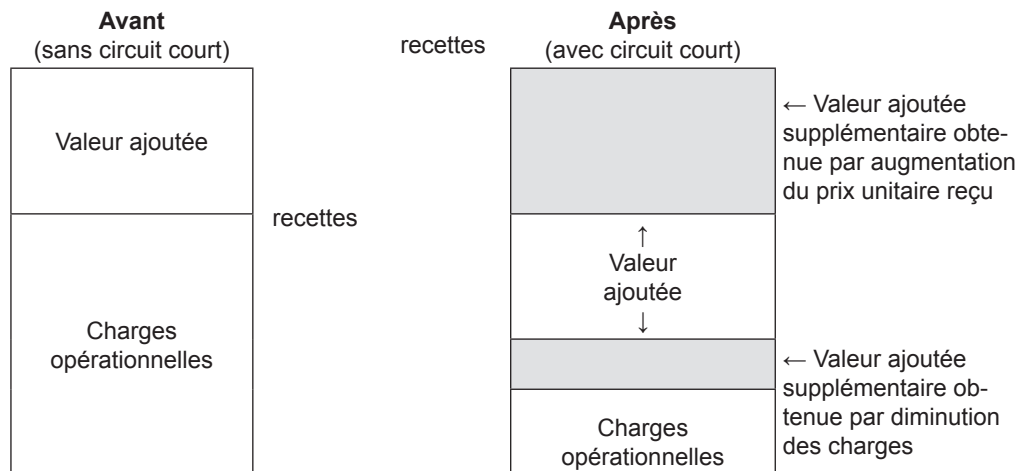 Avant
(sans circuit court)
recettes
Après
(avec circuit court)
Valeur ajoutée
← Valeur ajoutée
supplémentaire obte-
nue par augmentation
du prix unitaire reçu
recettes
↑
Valeur
ajoutée
↓
Charges
opérationnelles
← Valeur ajoutée
supplémentaire ob-
tenue par diminution
des charges
Charges
opérationnelles